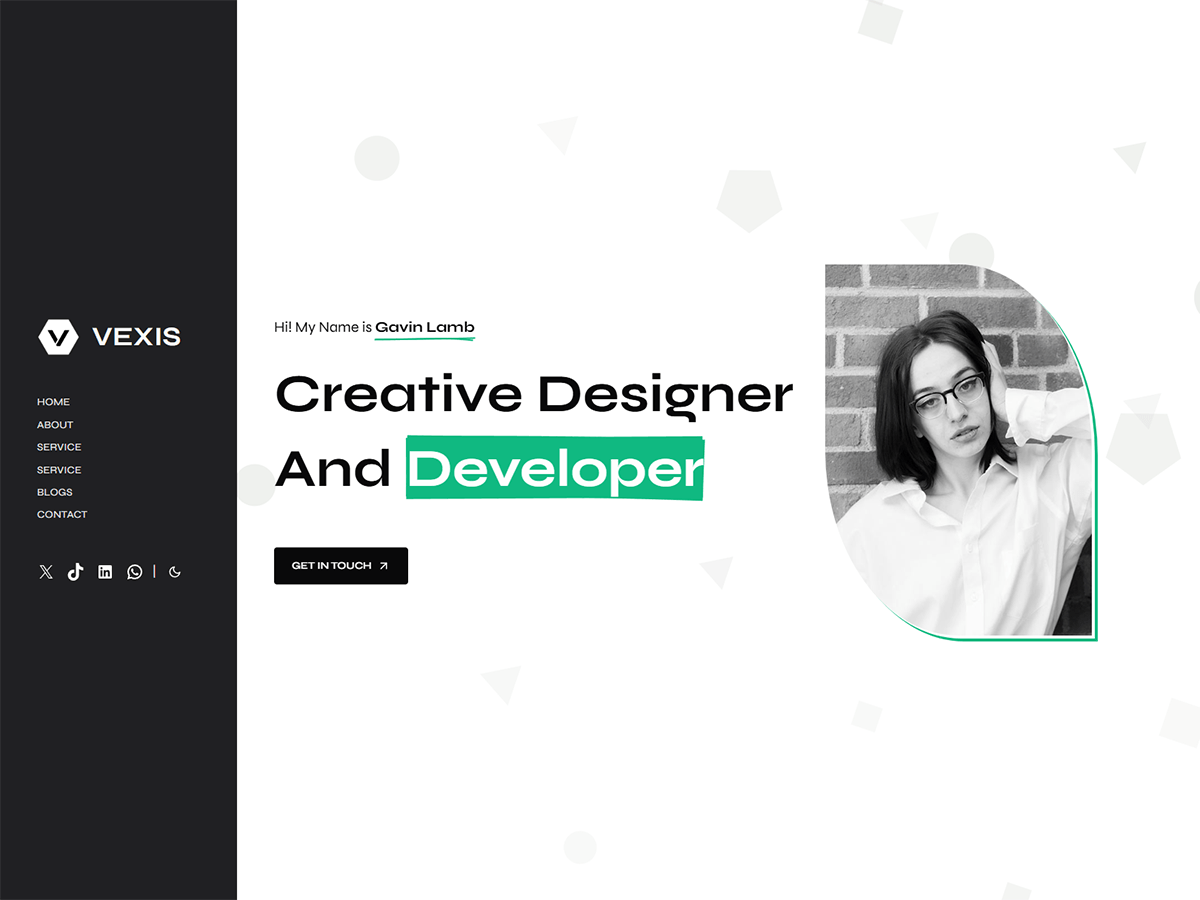 VEXIS
HOME
ABOUT
SERVICE
SERVICE
BLOGS
CONTACT
Hi! My Name is Gavin Lamb
Creative Designer
And Developer
GET IN TOUCH